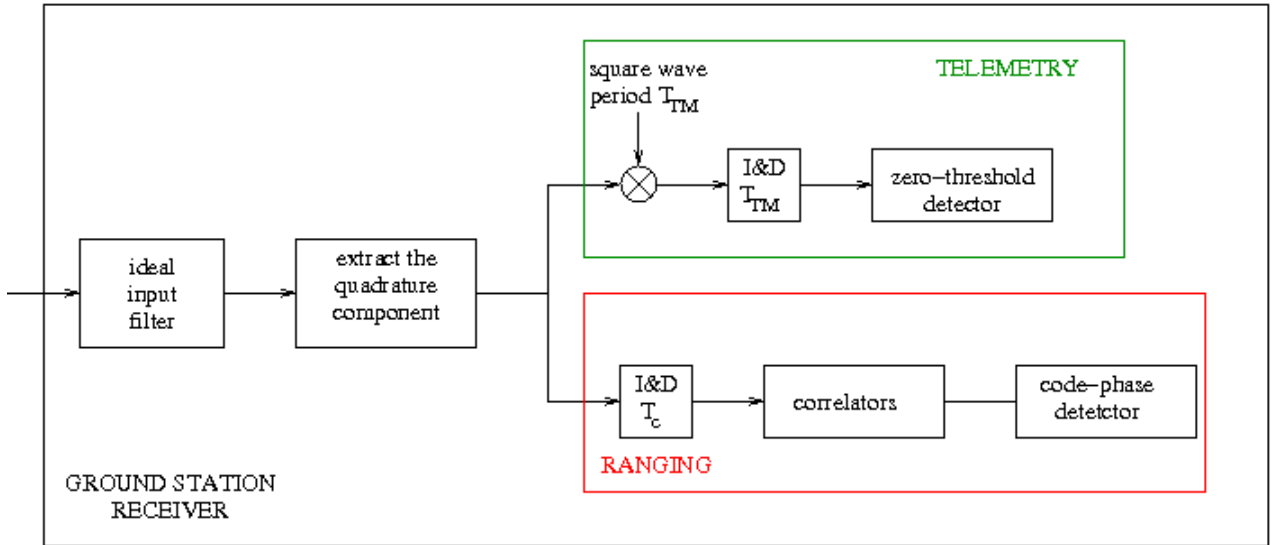 TELEMETRY
square wave
period T_TM
I&D
T_TM
zero-threshold
detector
ideal
input
filter
extract the
quadrature
component
I&D
T_c
correlators
code-phase
detetctor
RANGING
GROUND STATION
RECEIVER